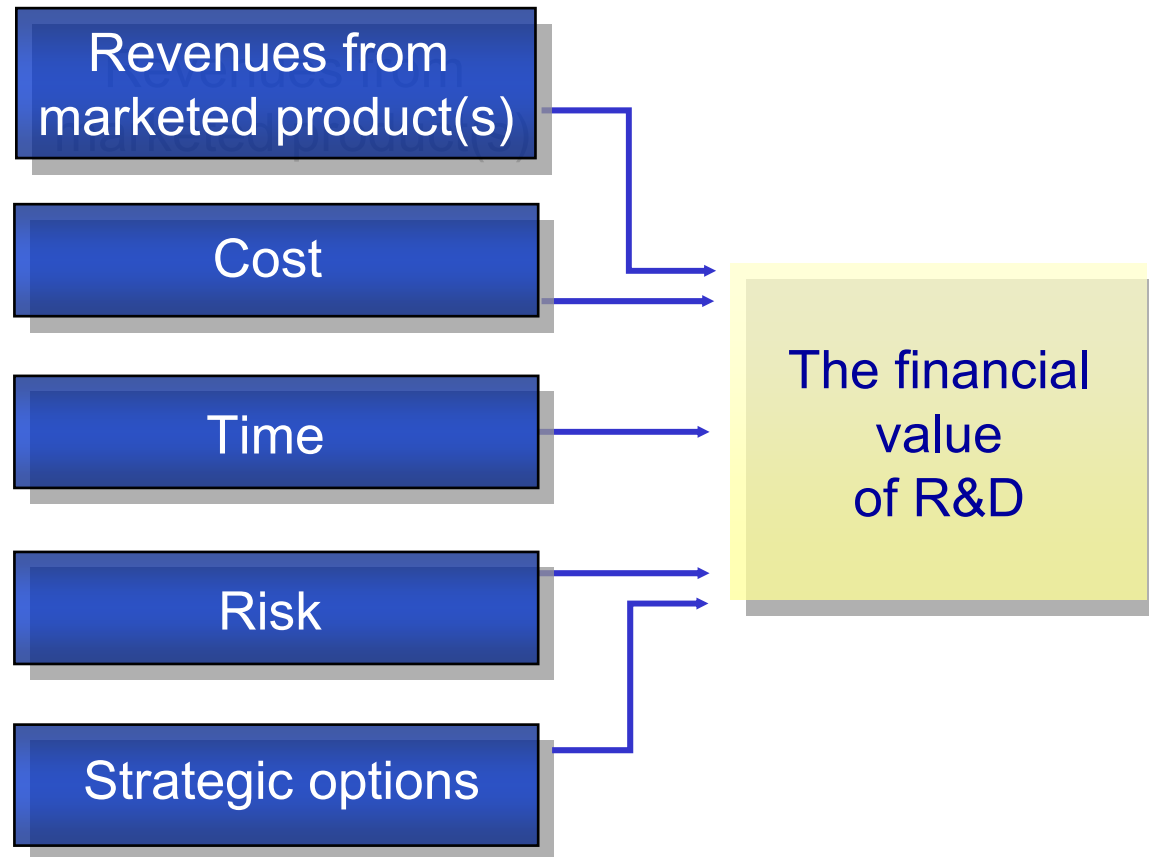 Revenues from
marketed product(s)
Cost
Time
Risk
Strategic options
The financial
value
of R&D